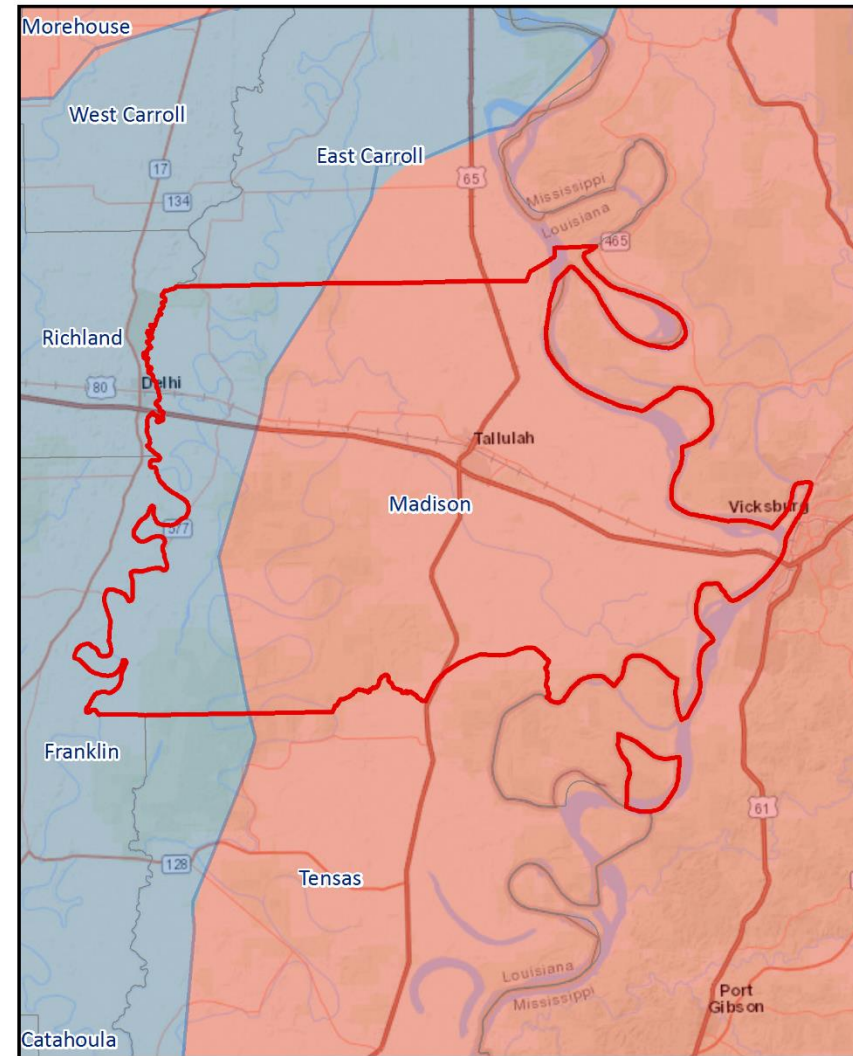 Morehouse
West Carroll
East Carroll
17
65
134
Mississippi
Louisiana
465
Richland
80
Delhi
Tallulah
Madison
Vicksburg
577
Franklin
61
128
Tensas
Louisiana
Mississippi
Port
Gibson
Catahoula